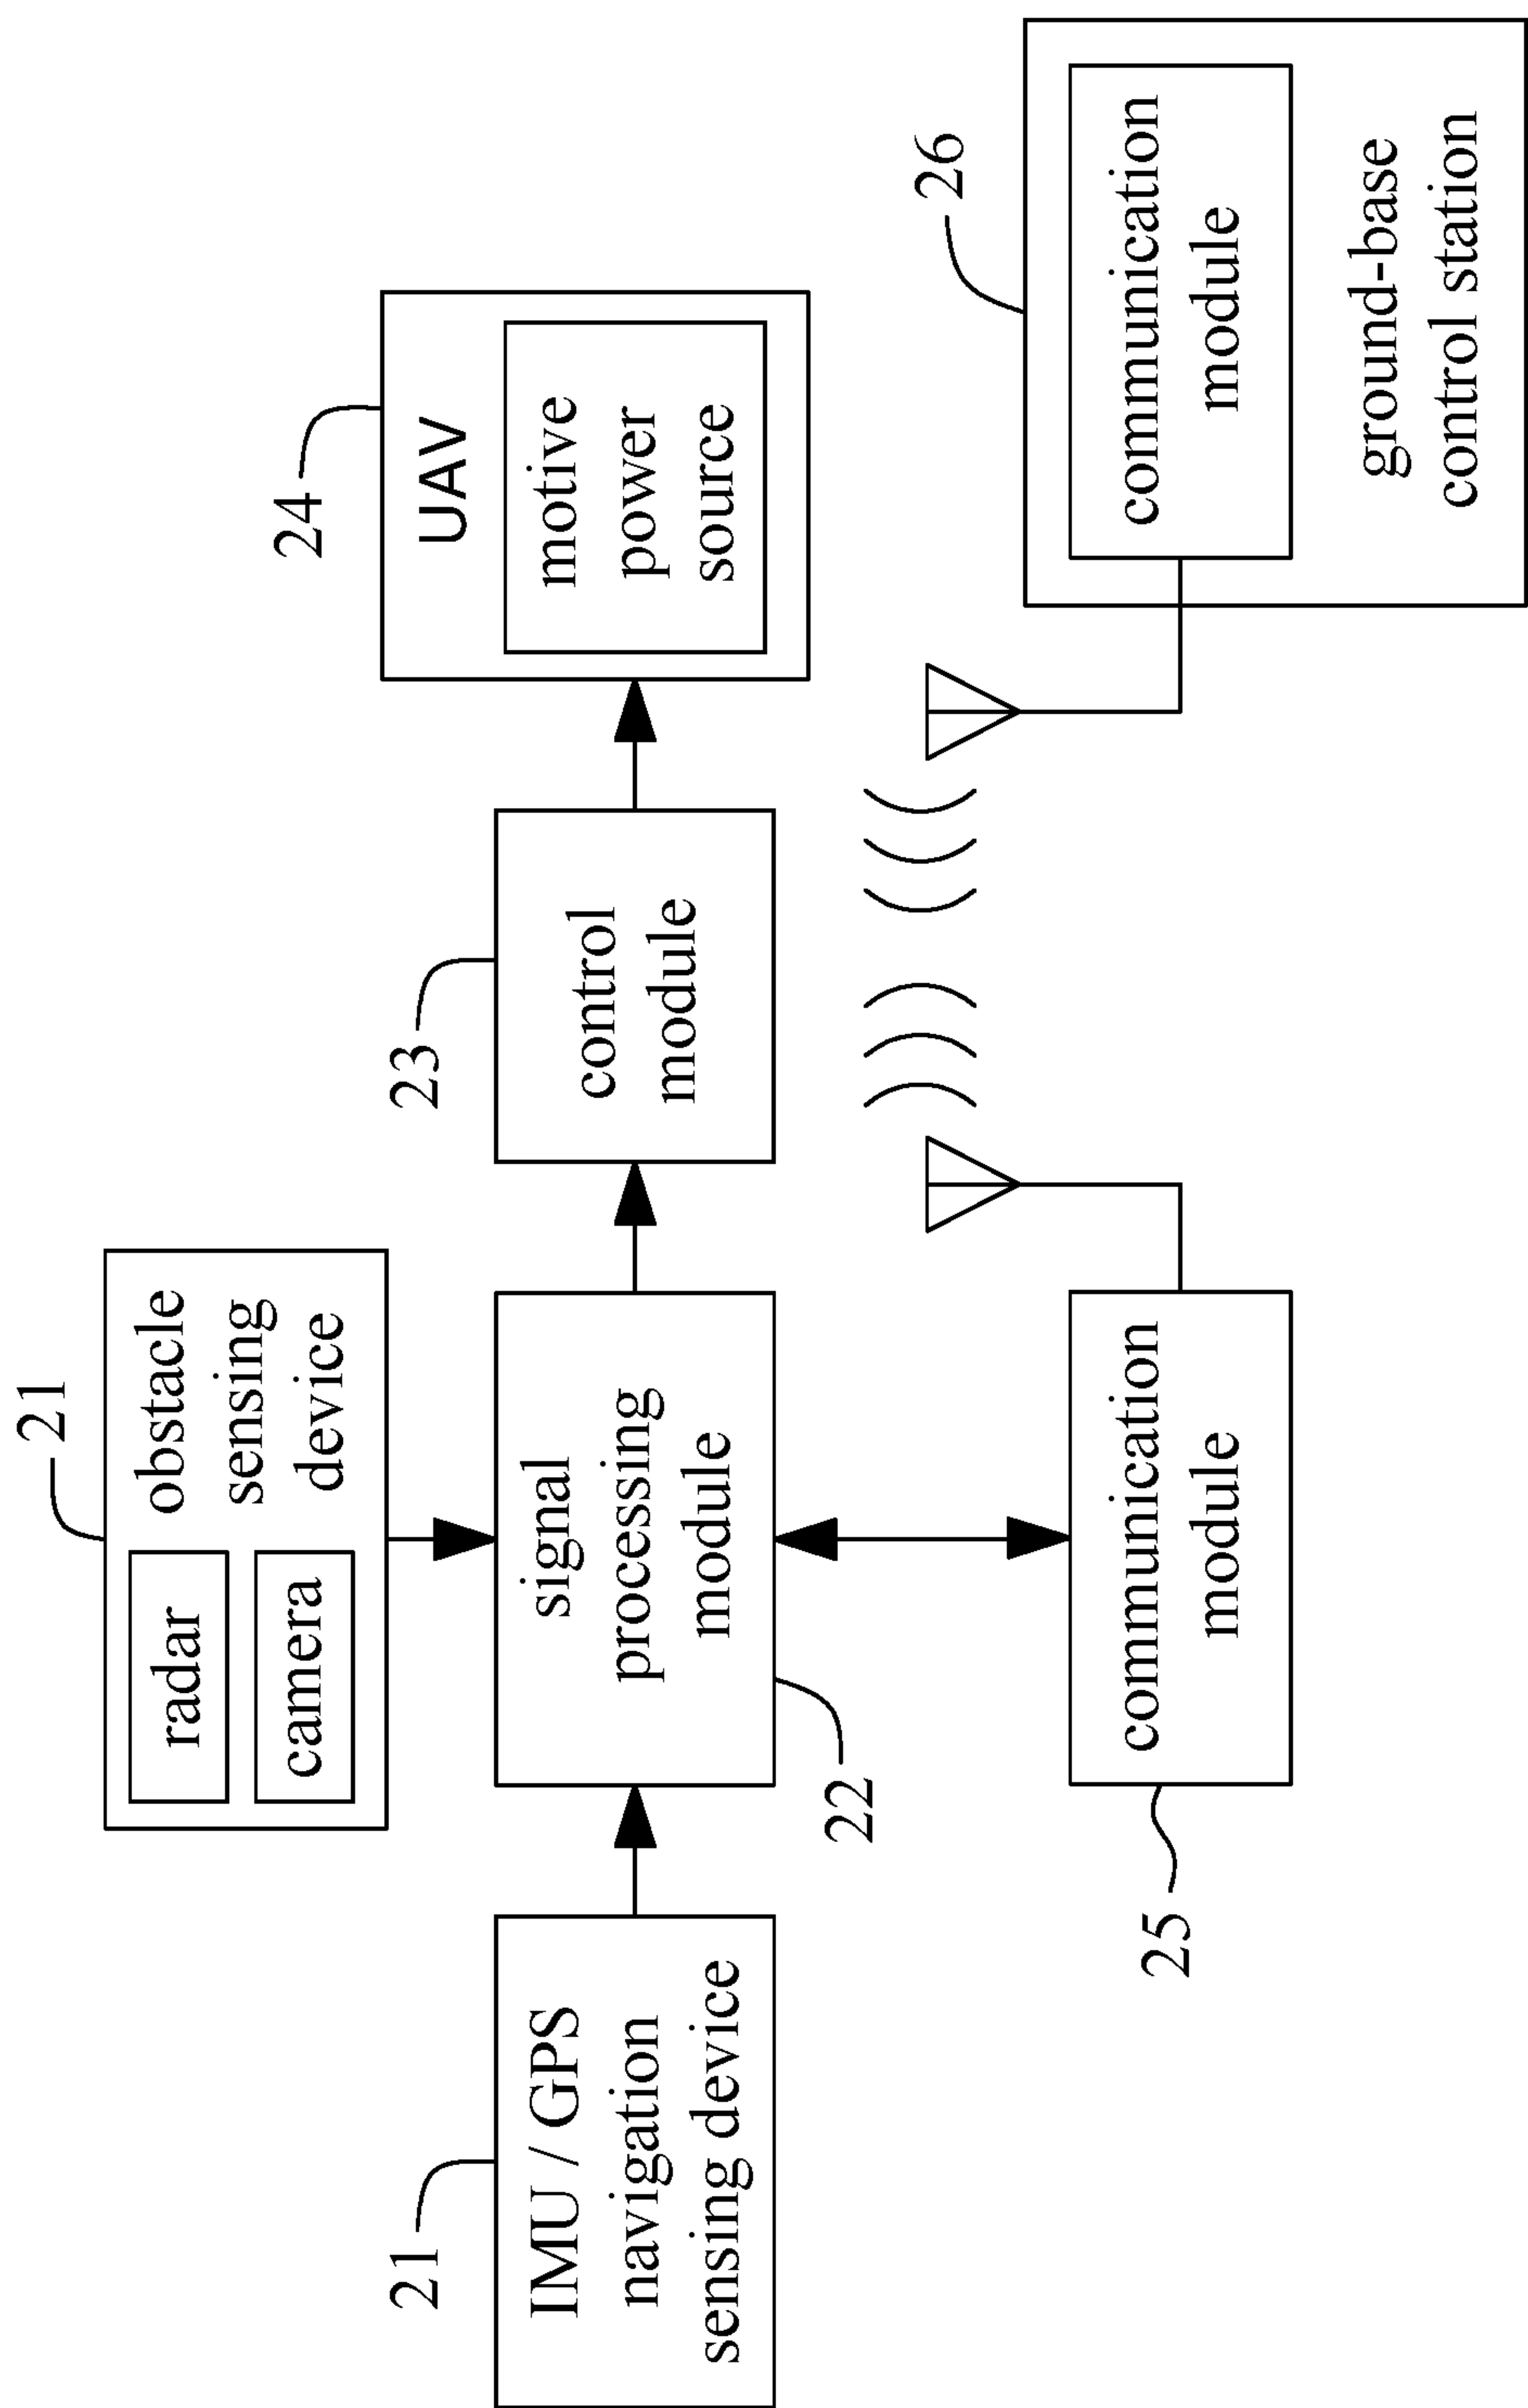 21
radar
camera
obstacle
sensing
device
24
UAV
motive
power
source
21
IMU / GPS
navigation
sensing device
signal
processing
module
22
23
control
module
25
communication
module
26
communication
module
ground-base
control station